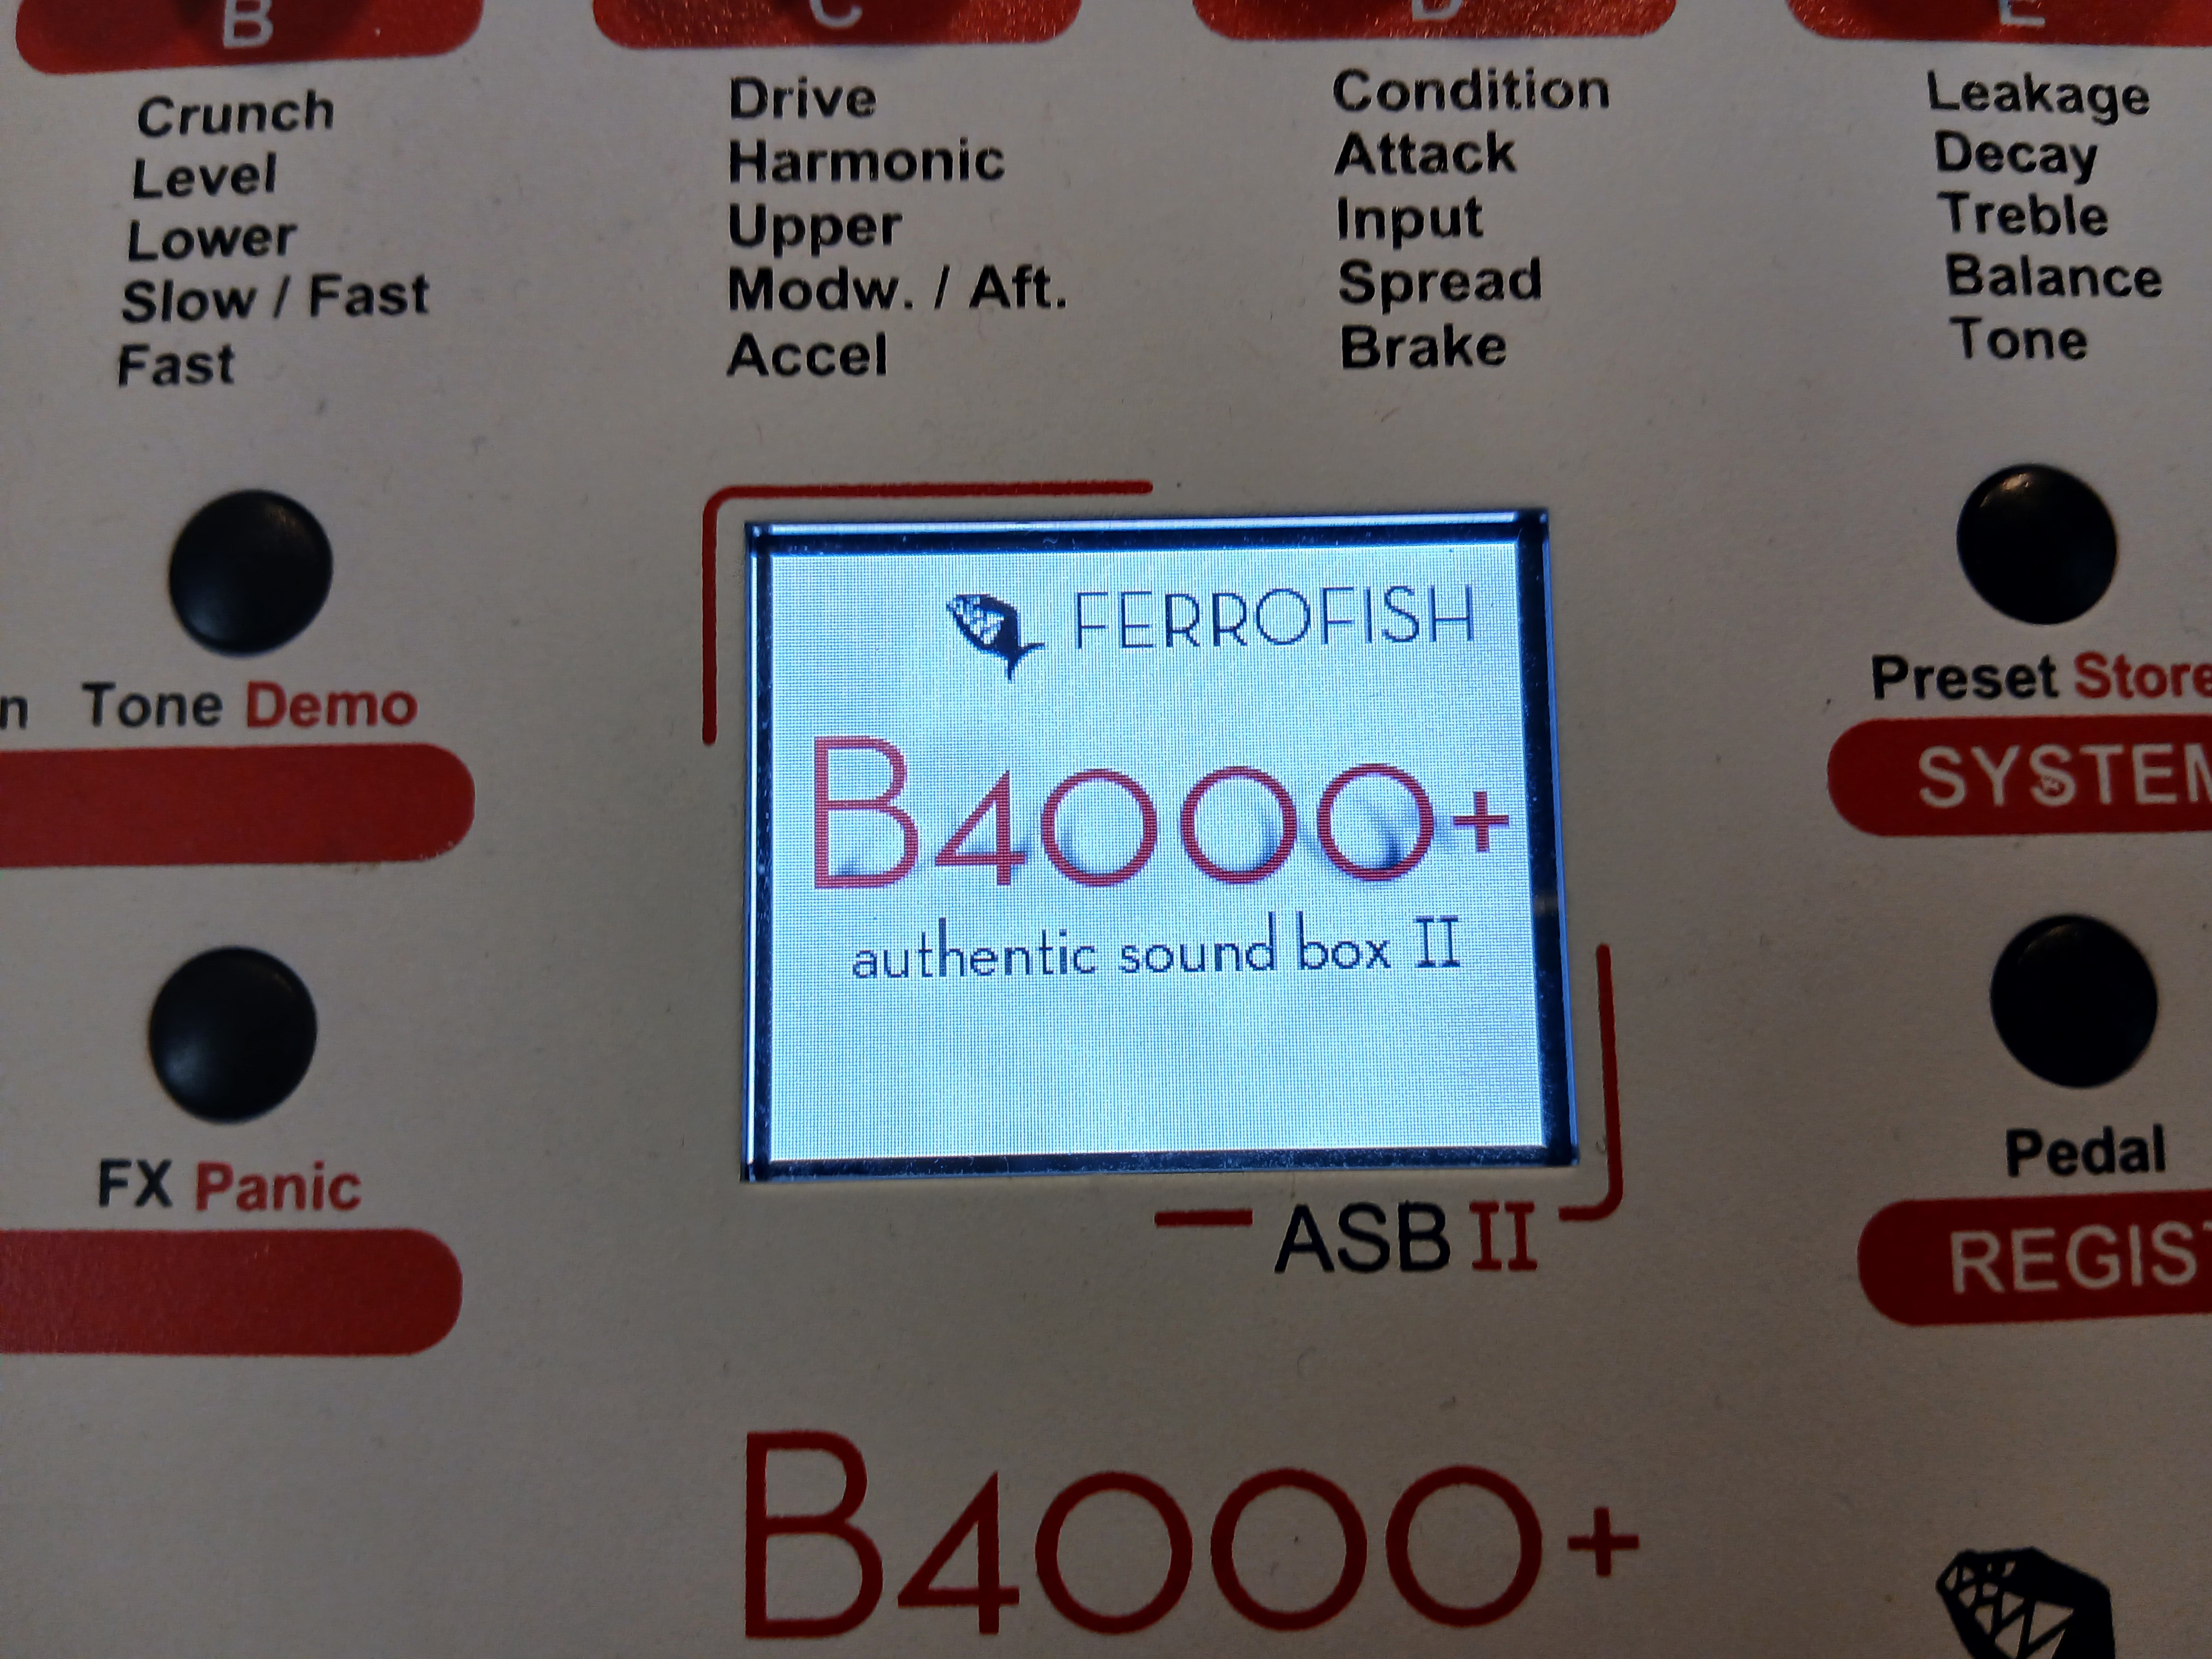 B
C
D
E
Crunch
Level
Lower
Slow / Fast
Fast
Drive
Harmonic
Upper
Modw. / Aft.
Accel
Condition
Attack
Input
Spread
Brake
Leakage
Decay
Treble
Balance
Tone
n Tone Demo
FX Panic
FERROFISH
B4000+
authentic sound box II
ASB II
Preset Store
SYSTEM
Pedal
REGIST
B4000+